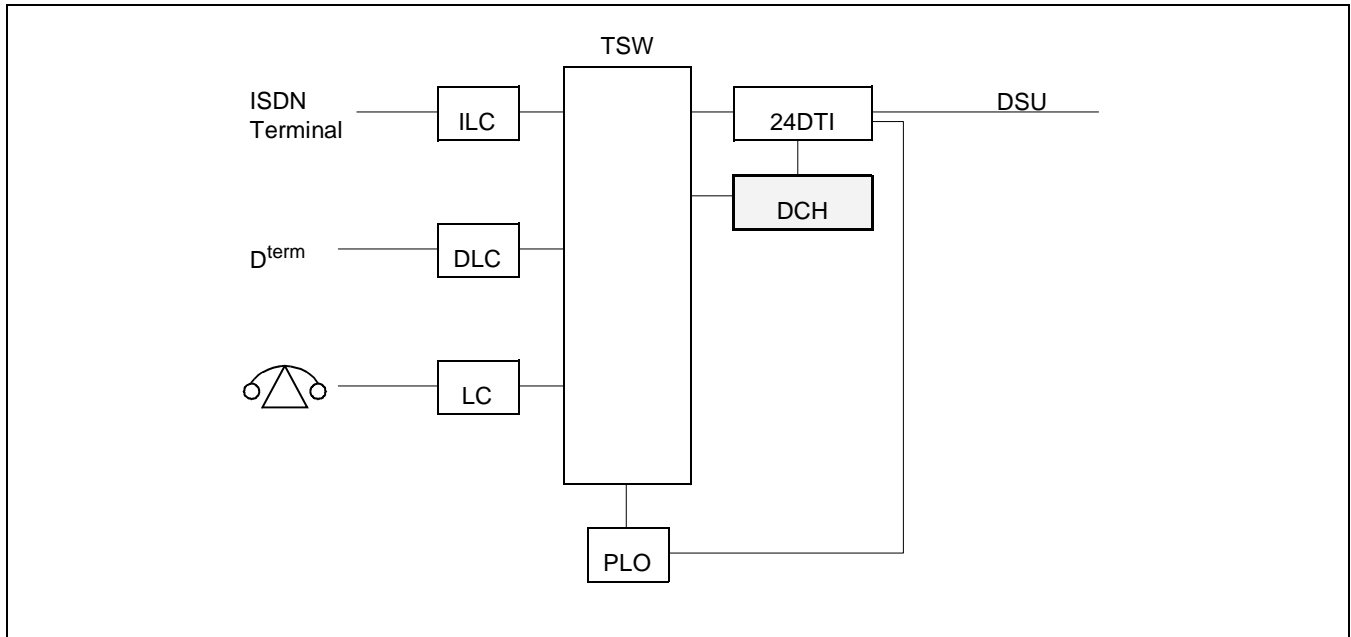 TSW
ISDN
Terminal
ILC
24DTI
DSU
DCH
Dterm
DLC
LC
PLO